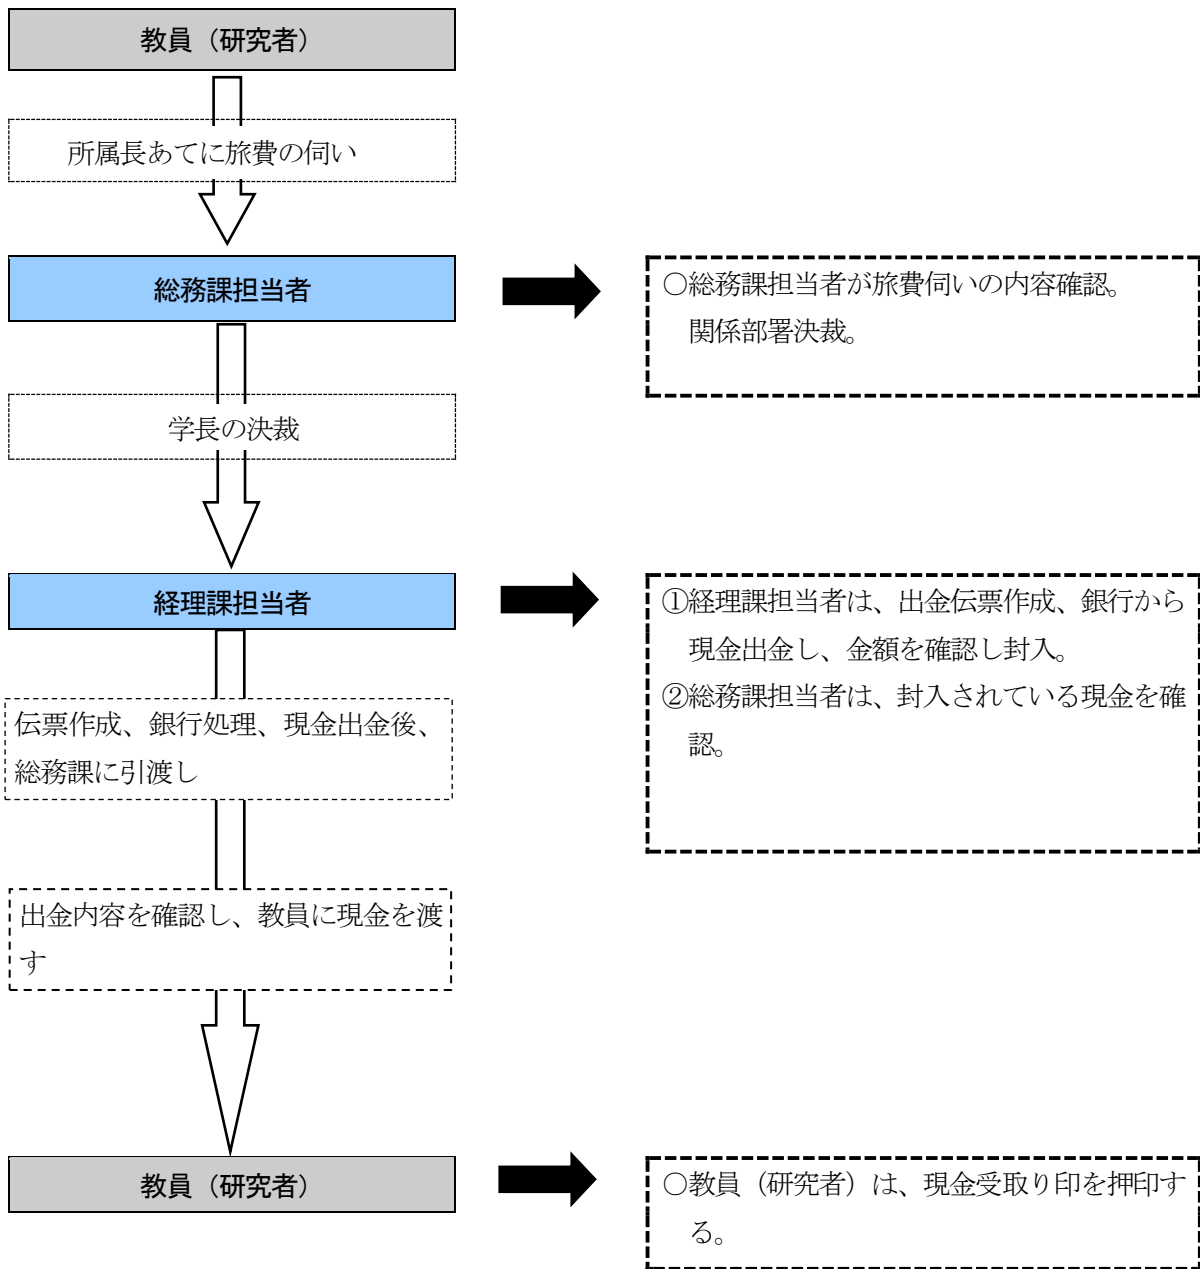 教員（研究者）
所属長あてに旅費の伺い
総務課担当者
〇総務課担当者が旅費伺いの内容確認。
関係部署決裁。
学長の決裁
経理課担当者
①経理課担当者は、出金伝票作成、銀行から
現金出金し、金額を確認し封入。
②総務課担当者は、封入されている現金を確
認。
伝票作成、銀行処理、現金出金後、
総務課に引渡し
出金内容を確認し、教員に現金を渡
す
教員（研究者）
〇教員（研究者）は、現金受取り印を押印す
る。